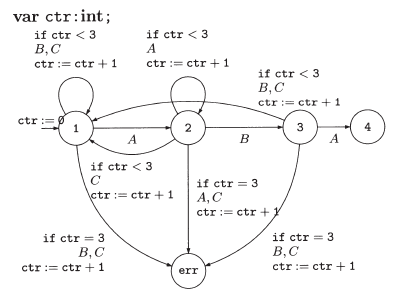 var ctr:int;
if ctr < 3
B, C
ctr := ctr + 1
if ctr < 3
A
ctr := ctr + 1
if ctr < 3
B, C
ctr := ctr + 1
ctr := 0
1
A
2
B
3
A
4
if ctr < 3
C
ctr := ctr + 1
if ctr = 3
A, C
ctr := ctr + 1
if ctr = 3
B, C
ctr := ctr + 1
if ctr = 3
B, C
ctr := ctr + 1
err